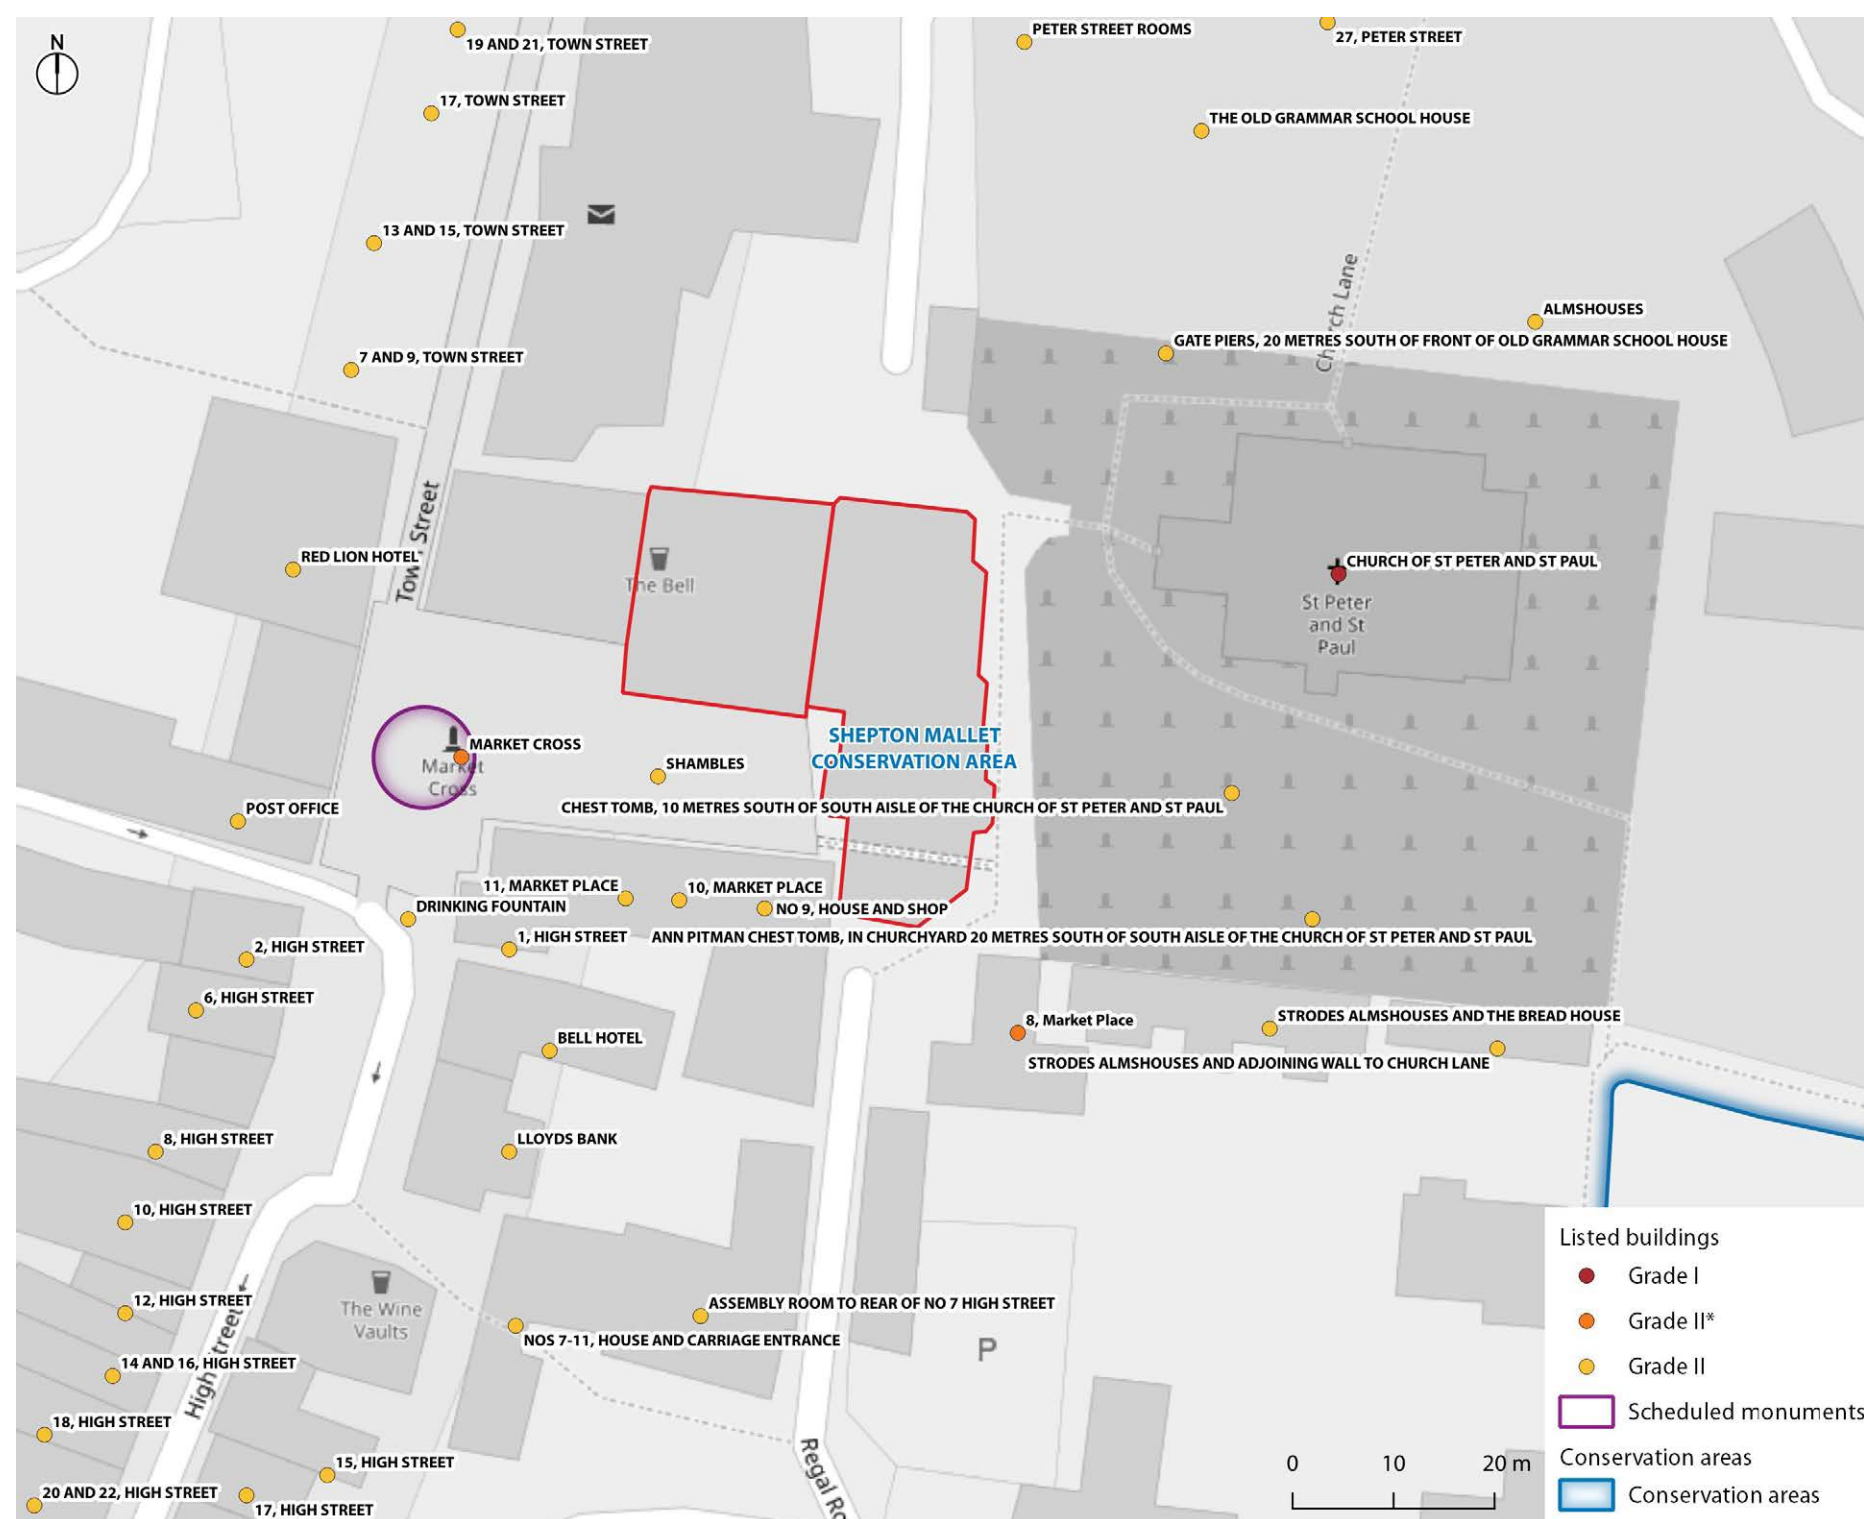 N
19 AND 21, TOWN STREET
PETER STREET ROOMS
27, PETER STREET
17, TOWN STREET
THE OLD GRAMMAR SCHOOL HOUSE
13 AND 15, TOWN STREET
Church Lane
ALMSHOUSES
GATE PIERS, 20 METRES SOUTH OF FRONT OF OLD GRAMMAR SCHOOL HOUSE
7 AND 9, TOWN STREET
Town Street
RED LION HOTEL
The Bell
CHURCH OF ST PETER AND ST PAUL
St Peter
and St
Paul
SHEPTON MALLET
CONSERVATION AREA
MARKET CROSS
Market
Cross
SHAMBLES
POST OFFICE
CHEST TOMB, 10 METRES SOUTH OF SOUTH AISLE OF THE CHURCH OF ST PETER AND ST PAUL
11, MARKET PLACE
10, MARKET PLACE
DRINKING FOUNTAIN
NO 9, HOUSE AND SHOP
2, HIGH STREET
1, HIGH STREET
ANN PITMAN CHEST TOMB, IN CHURCHYARD 20 METRES SOUTH OF SOUTH AISLE OF THE CHURCH OF ST PETER AND ST PAUL
6, HIGH STREET
BELL HOTEL
8, Market Place
STRODES ALMSHOUSES AND THE BREAD HOUSE
STRODES ALMSHOUSES AND ADJOINING WALL TO CHURCH LANE
8, HIGH STREET
LLOYDS BANK
10, HIGH STREET
12, HIGH STREET
The Wine
Vaults
ASSEMBLY ROOM TO REAR OF NO 7 HIGH STREET
NOS 7-11, HOUSE AND CARRIAGE ENTRANCE
P
14 AND 16, HIGH STREET
High Street
18, HIGH STREET
15, HIGH STREET
20 AND 22, HIGH STREET
17, HIGH STREET
Regal Ro
0 10 20 m
Listed buildings
Grade I
Grade II*
Grade II
Scheduled monuments
Conservation areas
Conservation areas